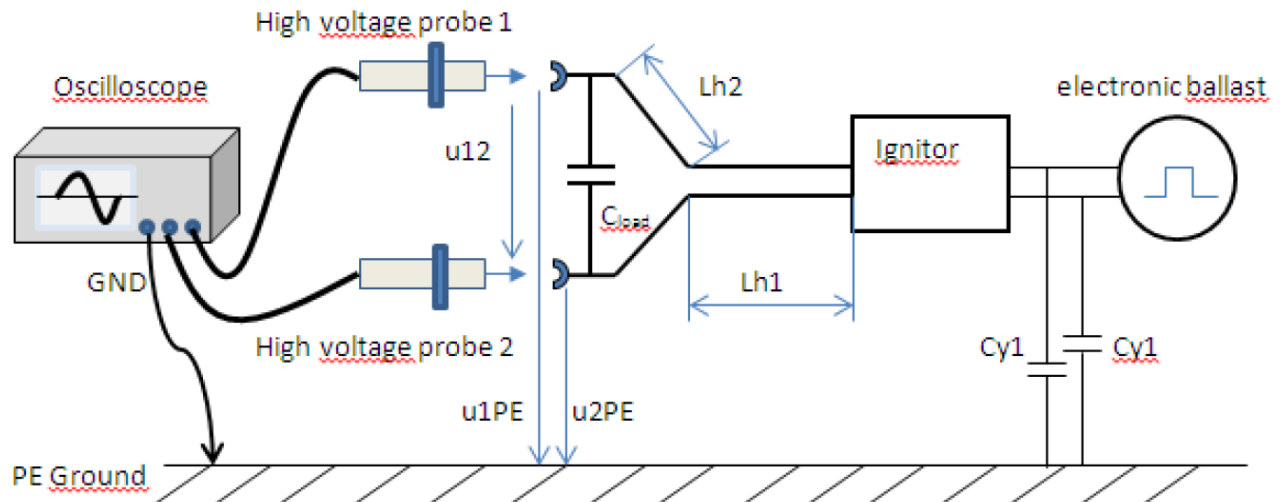 High voltage probe 1
Oscilloscope
Lh2
electronic ballast
u12
Ignitor
Cload
GND
Lh1
High voltage probe 2
Cy1
Cy1
u1PE
u2PE
PE Ground